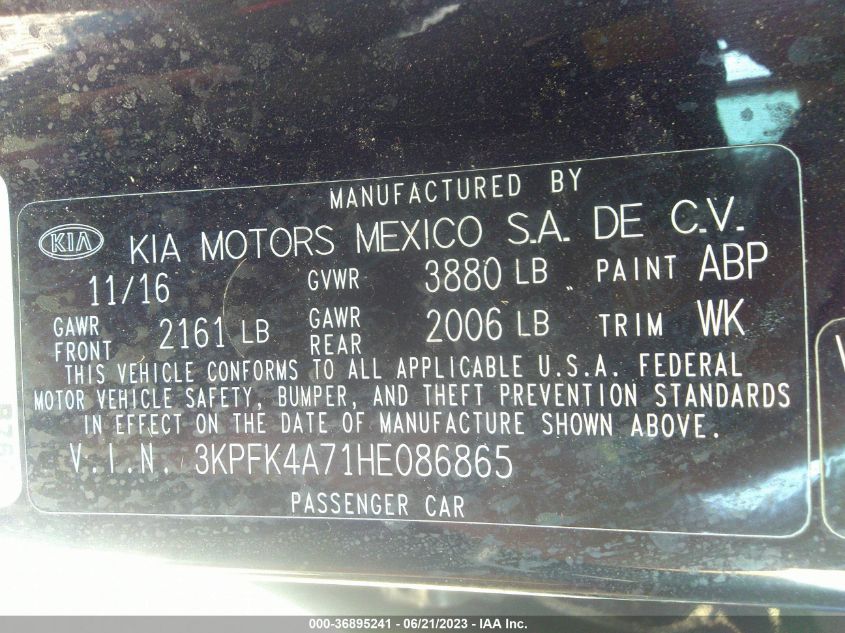 MANUFACTURED BY
KIA KIA MOTORS MEXICO S.A. DE C.V.
11/16 GVWR 3880 LB PAINT ABP
GAWR FRONT 2161 LB GAWR REAR 2006 LB TRIM WK
THIS VEHICLE CONFORMS TO ALL APPLICABLE U.S.A. FEDERAL
MOTOR VEHICLE SAFETY, BUMPER, AND THEFT PREVENTION STANDARDS
IN EFFECT ON THE DATE OF MANUFACTURE SHOWN ABOVE.
V.I.N. 3KPFK4A71HE086865
PASSENGER CAR
000-36895241 - 06/21/2023 - IAA Inc.